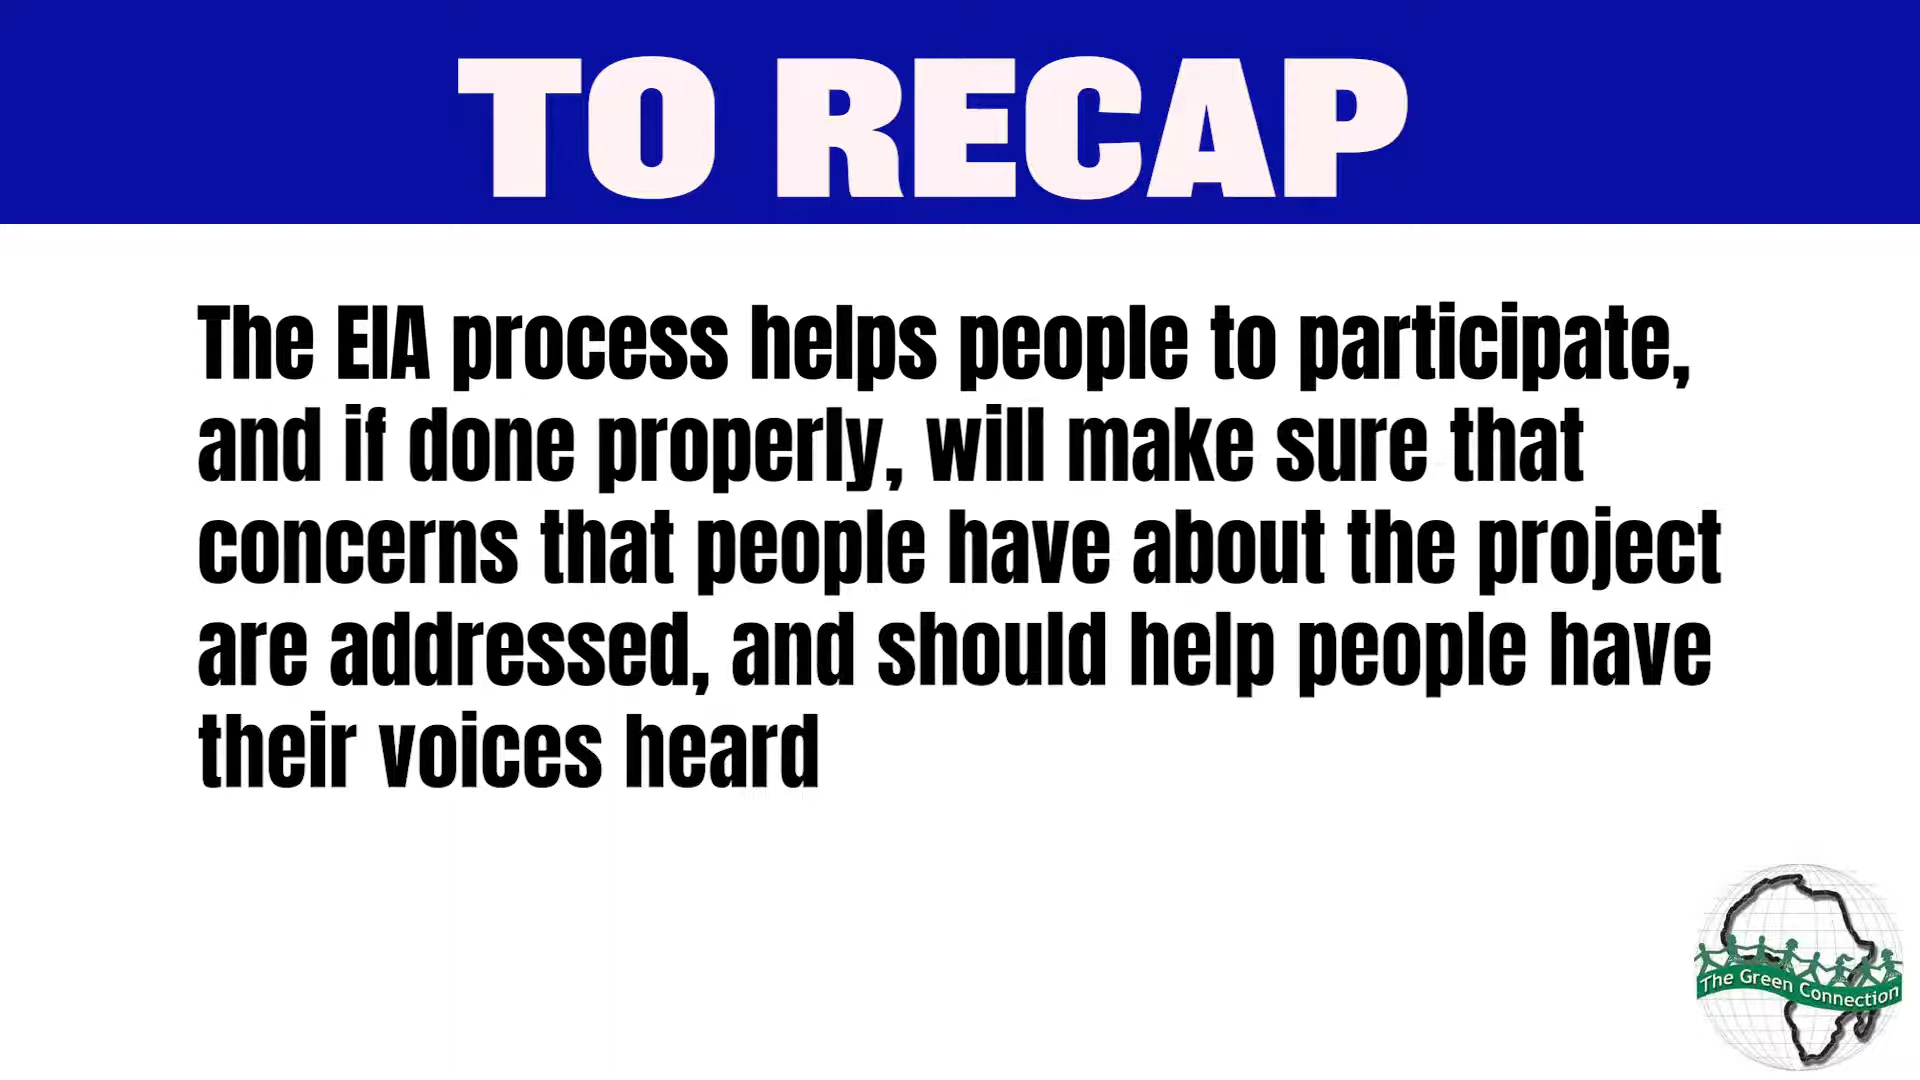 TO RECAP
The EIA process helps people to participate,
and if done properly, will make sure that
concerns that people have about the project
are addressed, and should help people have
their voices heard
The Green Connection